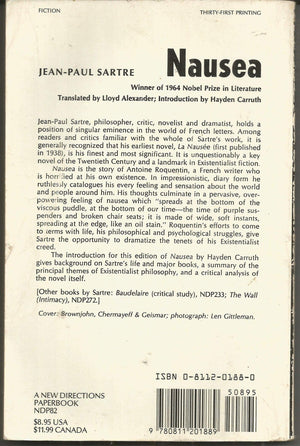 FICTION
THIRTY-FIRST PRINTING
JEAN-PAUL SARTRE
Nausea
Winner of 1964 Nobel Prize in Literature
Translated by Lloyd Alexander; Introduction by Hayden Carruth
Jean-Paul Sartre, philosopher, critic, novelist and dramatist, holds a
position of singular eminence in the world of French letters. Among
readers and critics familiar with the whole of Sartre's work, it is
generally recognized that his earliest novel, La Nausée (first published
in 1938), is his finest and most significant. It is unquestionably a key
novel of the Twentieth Century and a landmark in Existentialist fiction.
Nausea is the story of Antoine Roquentin, a French writer who
is horrified at his own existence. In impressionistic, diary form he
ruthlessly catalogues his every feeling and sensation about the world
and people around him. His thoughts culminate in a pervasive, over-
powering feeling of nausea which "spreads at the bottom of the
viscous puddle, at the bottom of our time—the time of purple sus-
penders and broken chair seats; it is made of wide, soft instants,
spreading at the edge, like an oil stain." Roquentin's efforts to come
to terms with life, his philosophical and psychological struggles, give
Sartre the opportunity to dramatize the tenets of his Existentialist
creed.
The introduction for this edition of Nausea by Hayden Carruth
gives background on Sartre's life and major books, a summary of the
principal themes of Existentialist philosophy, and a critical analysis of
the novel itself.
[Other books by Sartre: Baudelaire (critical study), NDP233; The Wall
(Intimacy), NDP272.]
Cover: Brownjohn, Chermayeff & Geismar; photograph: Len Gittleman.
ISBN 0-8112-0188-0
50895
A NEW DIRECTIONS
PAPERBOOK
NDP82
$8.95 USA
$11.99 CANADA
9 780811 201889